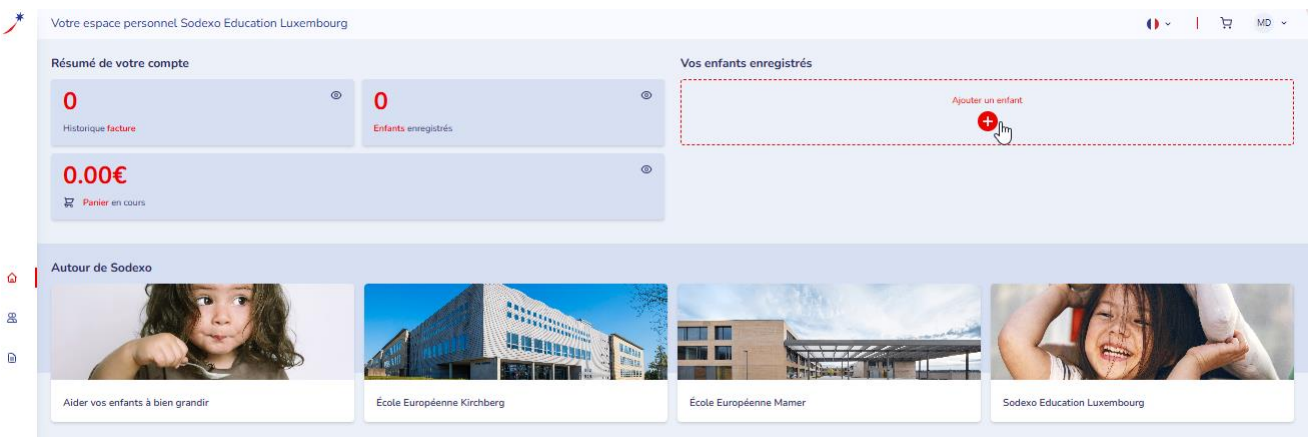 Votre espace personnel Sodexo Education Luxembourg
MD
Résumé de votre compte
Vos enfants enregistrés
0
Historique facture
0
Enfants enregistrés
Ajouter un enfant
0.00€
Panier en cours
Autour de Sodexo
Aider vos enfants à bien grandir
École Européenne Kirchberg
École Européenne Mamer
Sodexo Education Luxembourg